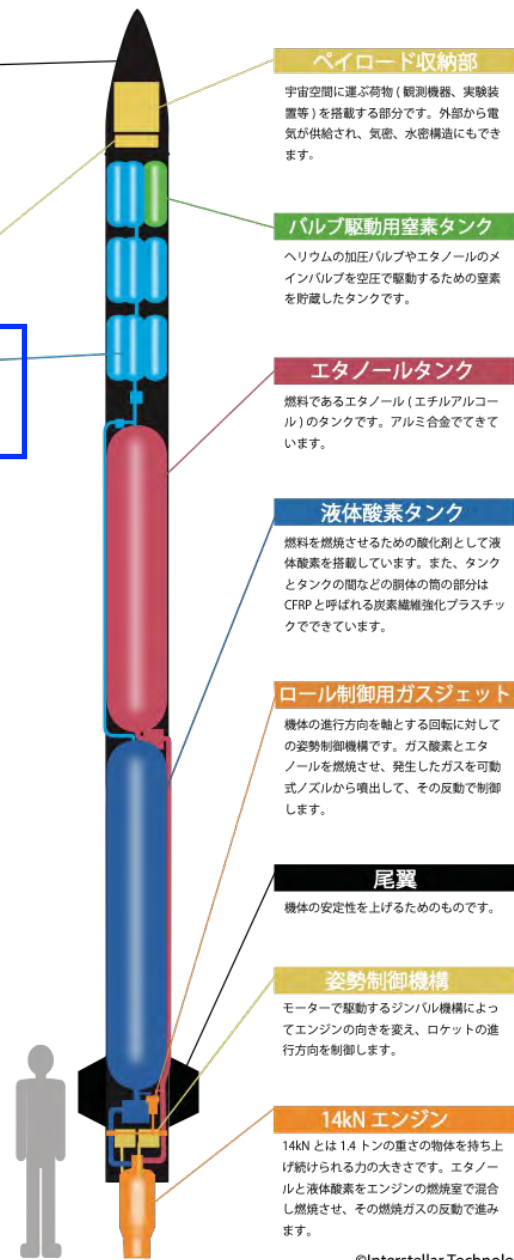 ペイロード収納部
宇宙空間に運ぶ荷物 ( 観測機器、実験装
置等 ) を搭載する部分です。外部から電
気が供給され、気密、水密構造にもでき
ます。
バルブ駆動用窒素タンク
ヘリウムの加圧バルブやエタノールのメ
インバルブを空圧で駆動するための窒素
を貯蔵したタンクです。
エタノールタンク
燃料であるエタノール ( エチルアルコー
ル ) のタンクです。アルミ合金でてきて
います。
液体酸素タンク
燃料を燃焼させるための酸化剤として液
体酸素を搭載しています。また、タンク
とタンクの間などの胴体の筒の部分は
CFRP と呼ばれる炭素繊維強化プラスチッ
クでできています。
ロール制御用ガスジェット
機体の進行方向を軸とする回転に対して
の姿勢制御機構です。ガス酸素とエタ
ノールを燃焼させ、発生したガスを可動
式ノズルから噴出して、その反動で制御
します。
尾翼
機体の安定性を上げるためのものです。
姿勢制御機構
モーターで駆動するジンバル機構によっ
てエンジンの向きを変え、ロケットの進
行方向を制御します。
14kN エンジン
14kN とは 1.4 トンの重さの物体を持ち上
げ続けられる力の大きさです。エタノー
ルと液体酸素をエンジンの燃焼室で混合
し燃焼させ、その燃焼ガスの反動で進み
ます。
©Interstellar Technolo